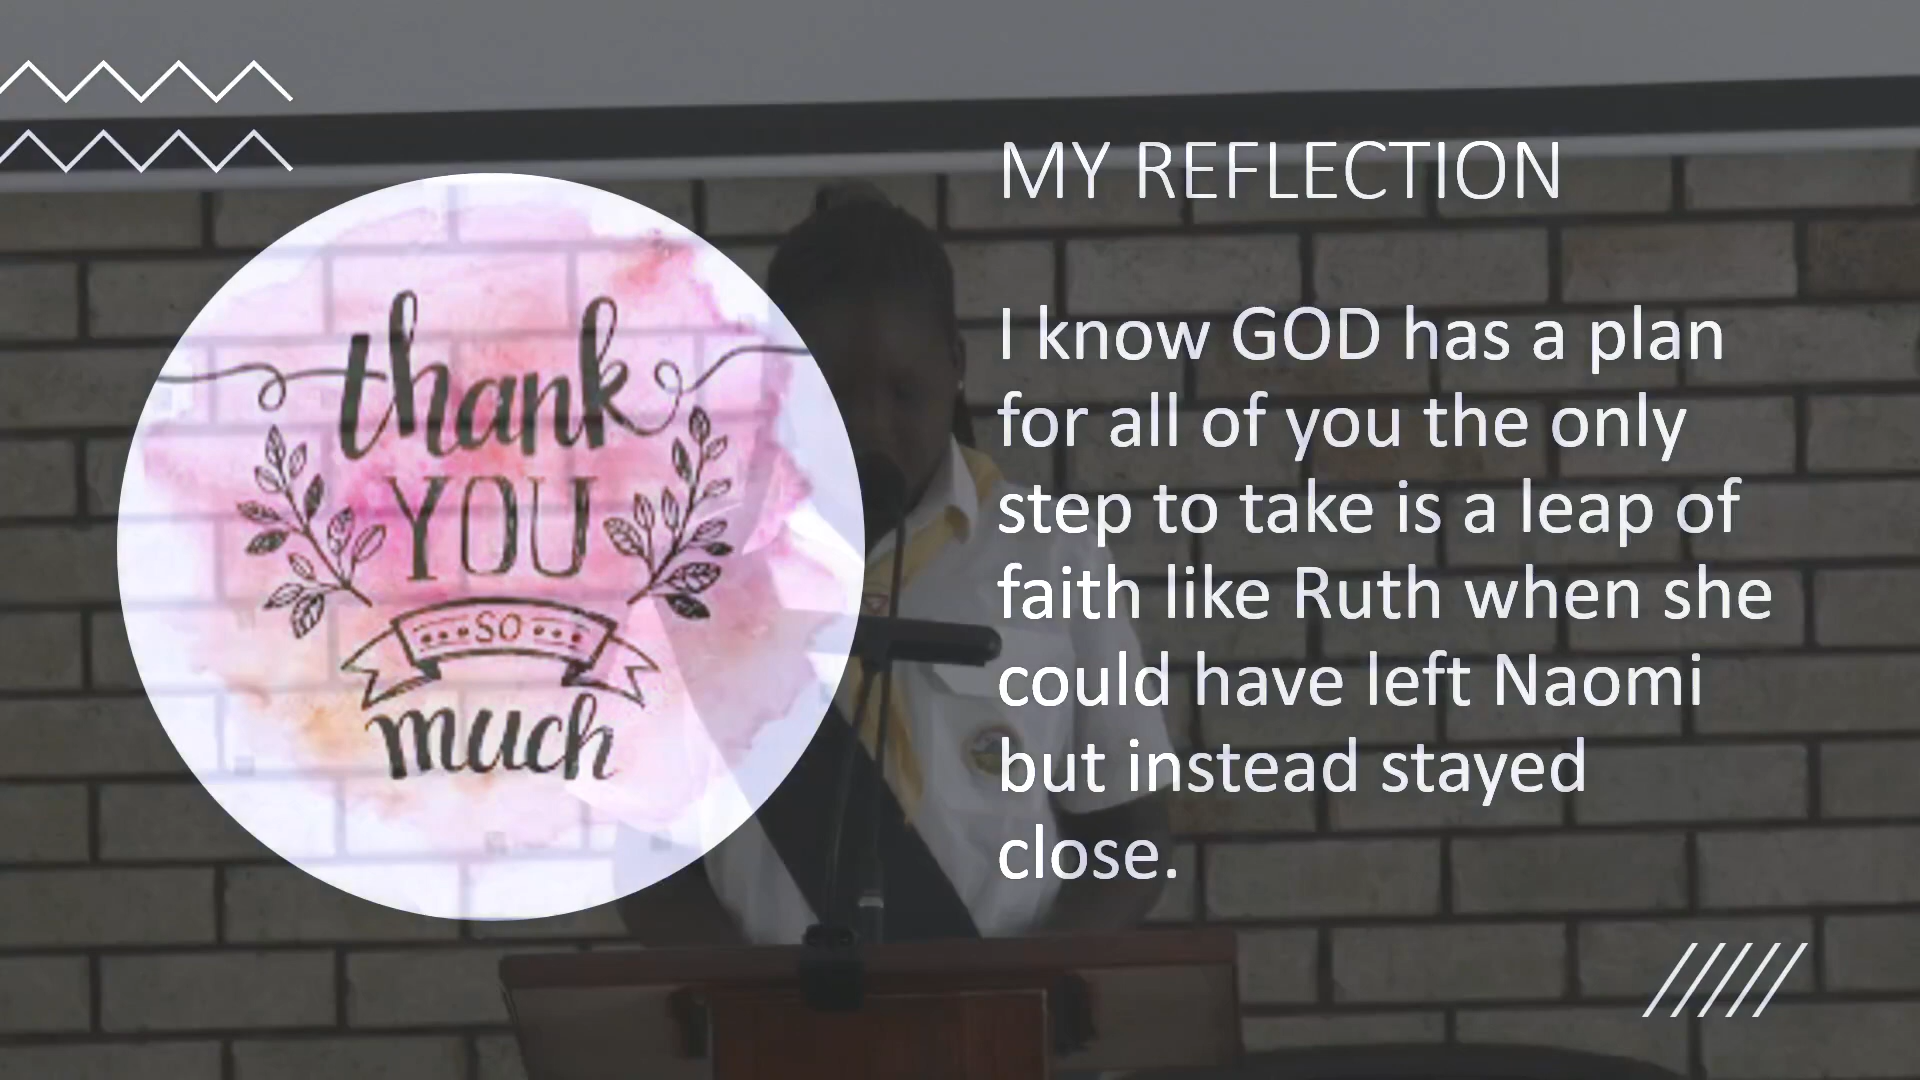 thank
YOU
so
much
MY REFLECTION
I know GOD has a plan
for all of you the only
step to take is a leap of
faith like Ruth when she
could have left Naomi
but instead stayed
close.